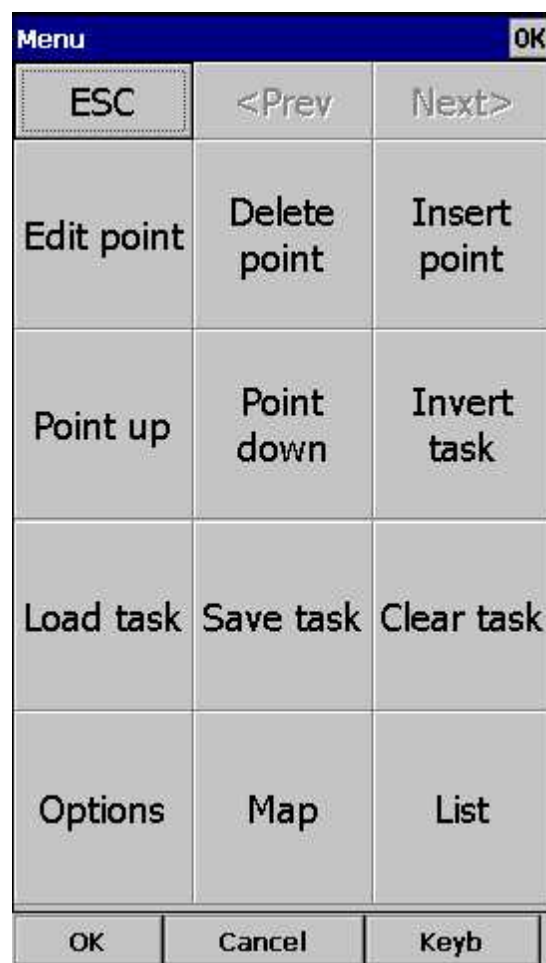 Menu OK
ESC <Prev Next>
Edit point
Delete
point
Insert
point
Point up
Point
down
Invert
task
Load task Save task Clear task
Options Map List
OK Cancel Keyb